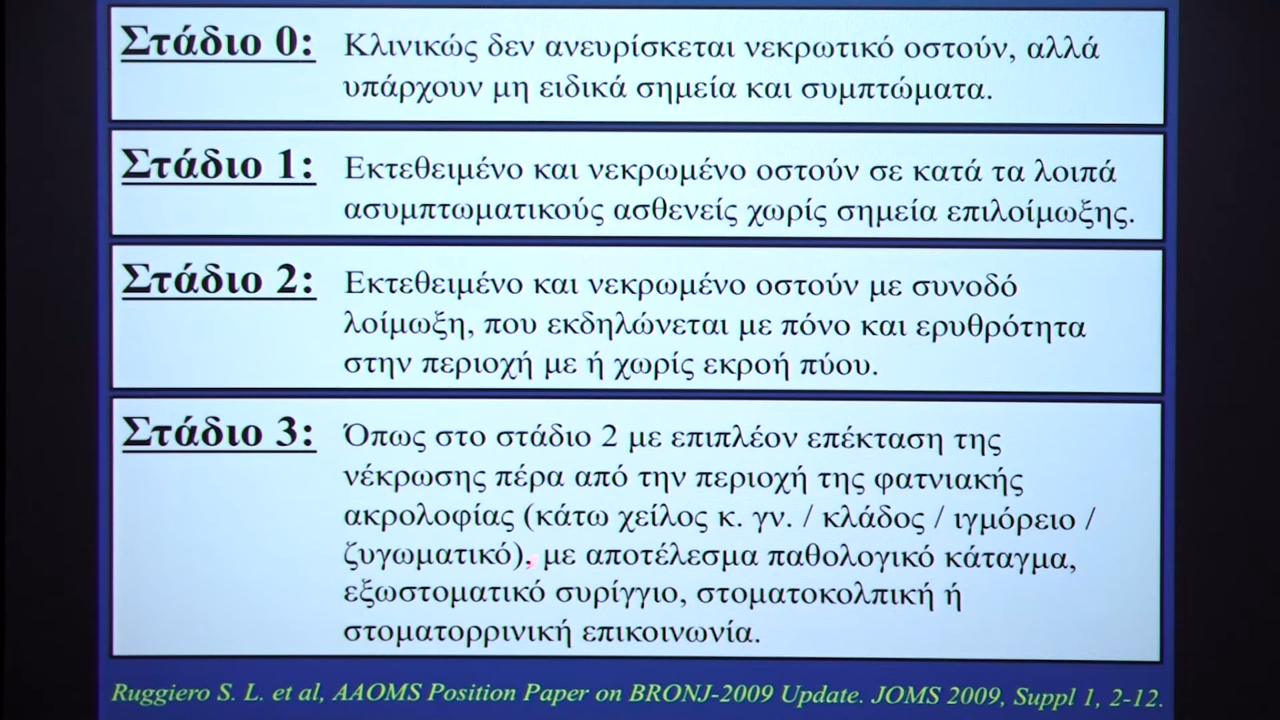 Στάδιο 0: Κλινικώς δεν ανευρίσκεται νεκρωτικό οστούν, αλλά
υπάρχουν μη ειδικά σημεία και συμπτώματα.
Στάδιο 1: Εκτεθειμένο και νεκρωμένο οστούν σε κατά τα λοιπά
ασυμπτωματικούς ασθενείς χωρίς σημεία επιλοίμωξης.
Στάδιο 2: Εκτεθειμένο και νεκρωμένο οστούν με συνοδό
λοίμωξη, που εκδηλώνεται με πόνο και ερυθρότητα
στην περιοχή με ή χωρίς εκροή πύου.
Στάδιο 3: Όπως στο στάδιο 2 με επιπλέον επέκταση της
νέκρωσης πέρα από την περιοχή της φατνιακής
ακρολοφίας (κάτω χείλος κ. γν. / κλάδος / ιγμόρειο /
ζυγωματικό), με αποτέλεσμα παθολογικό κάταγμα,
εξωστοματικό συρίγγιο, στοματοκολπική ή
στοματορρινική επικοινωνία.
Ruggiero S. L. et al, AAOMS Position Paper on BRONJ-2009 Update. JOMS 2009, Suppl 1, 2-12.